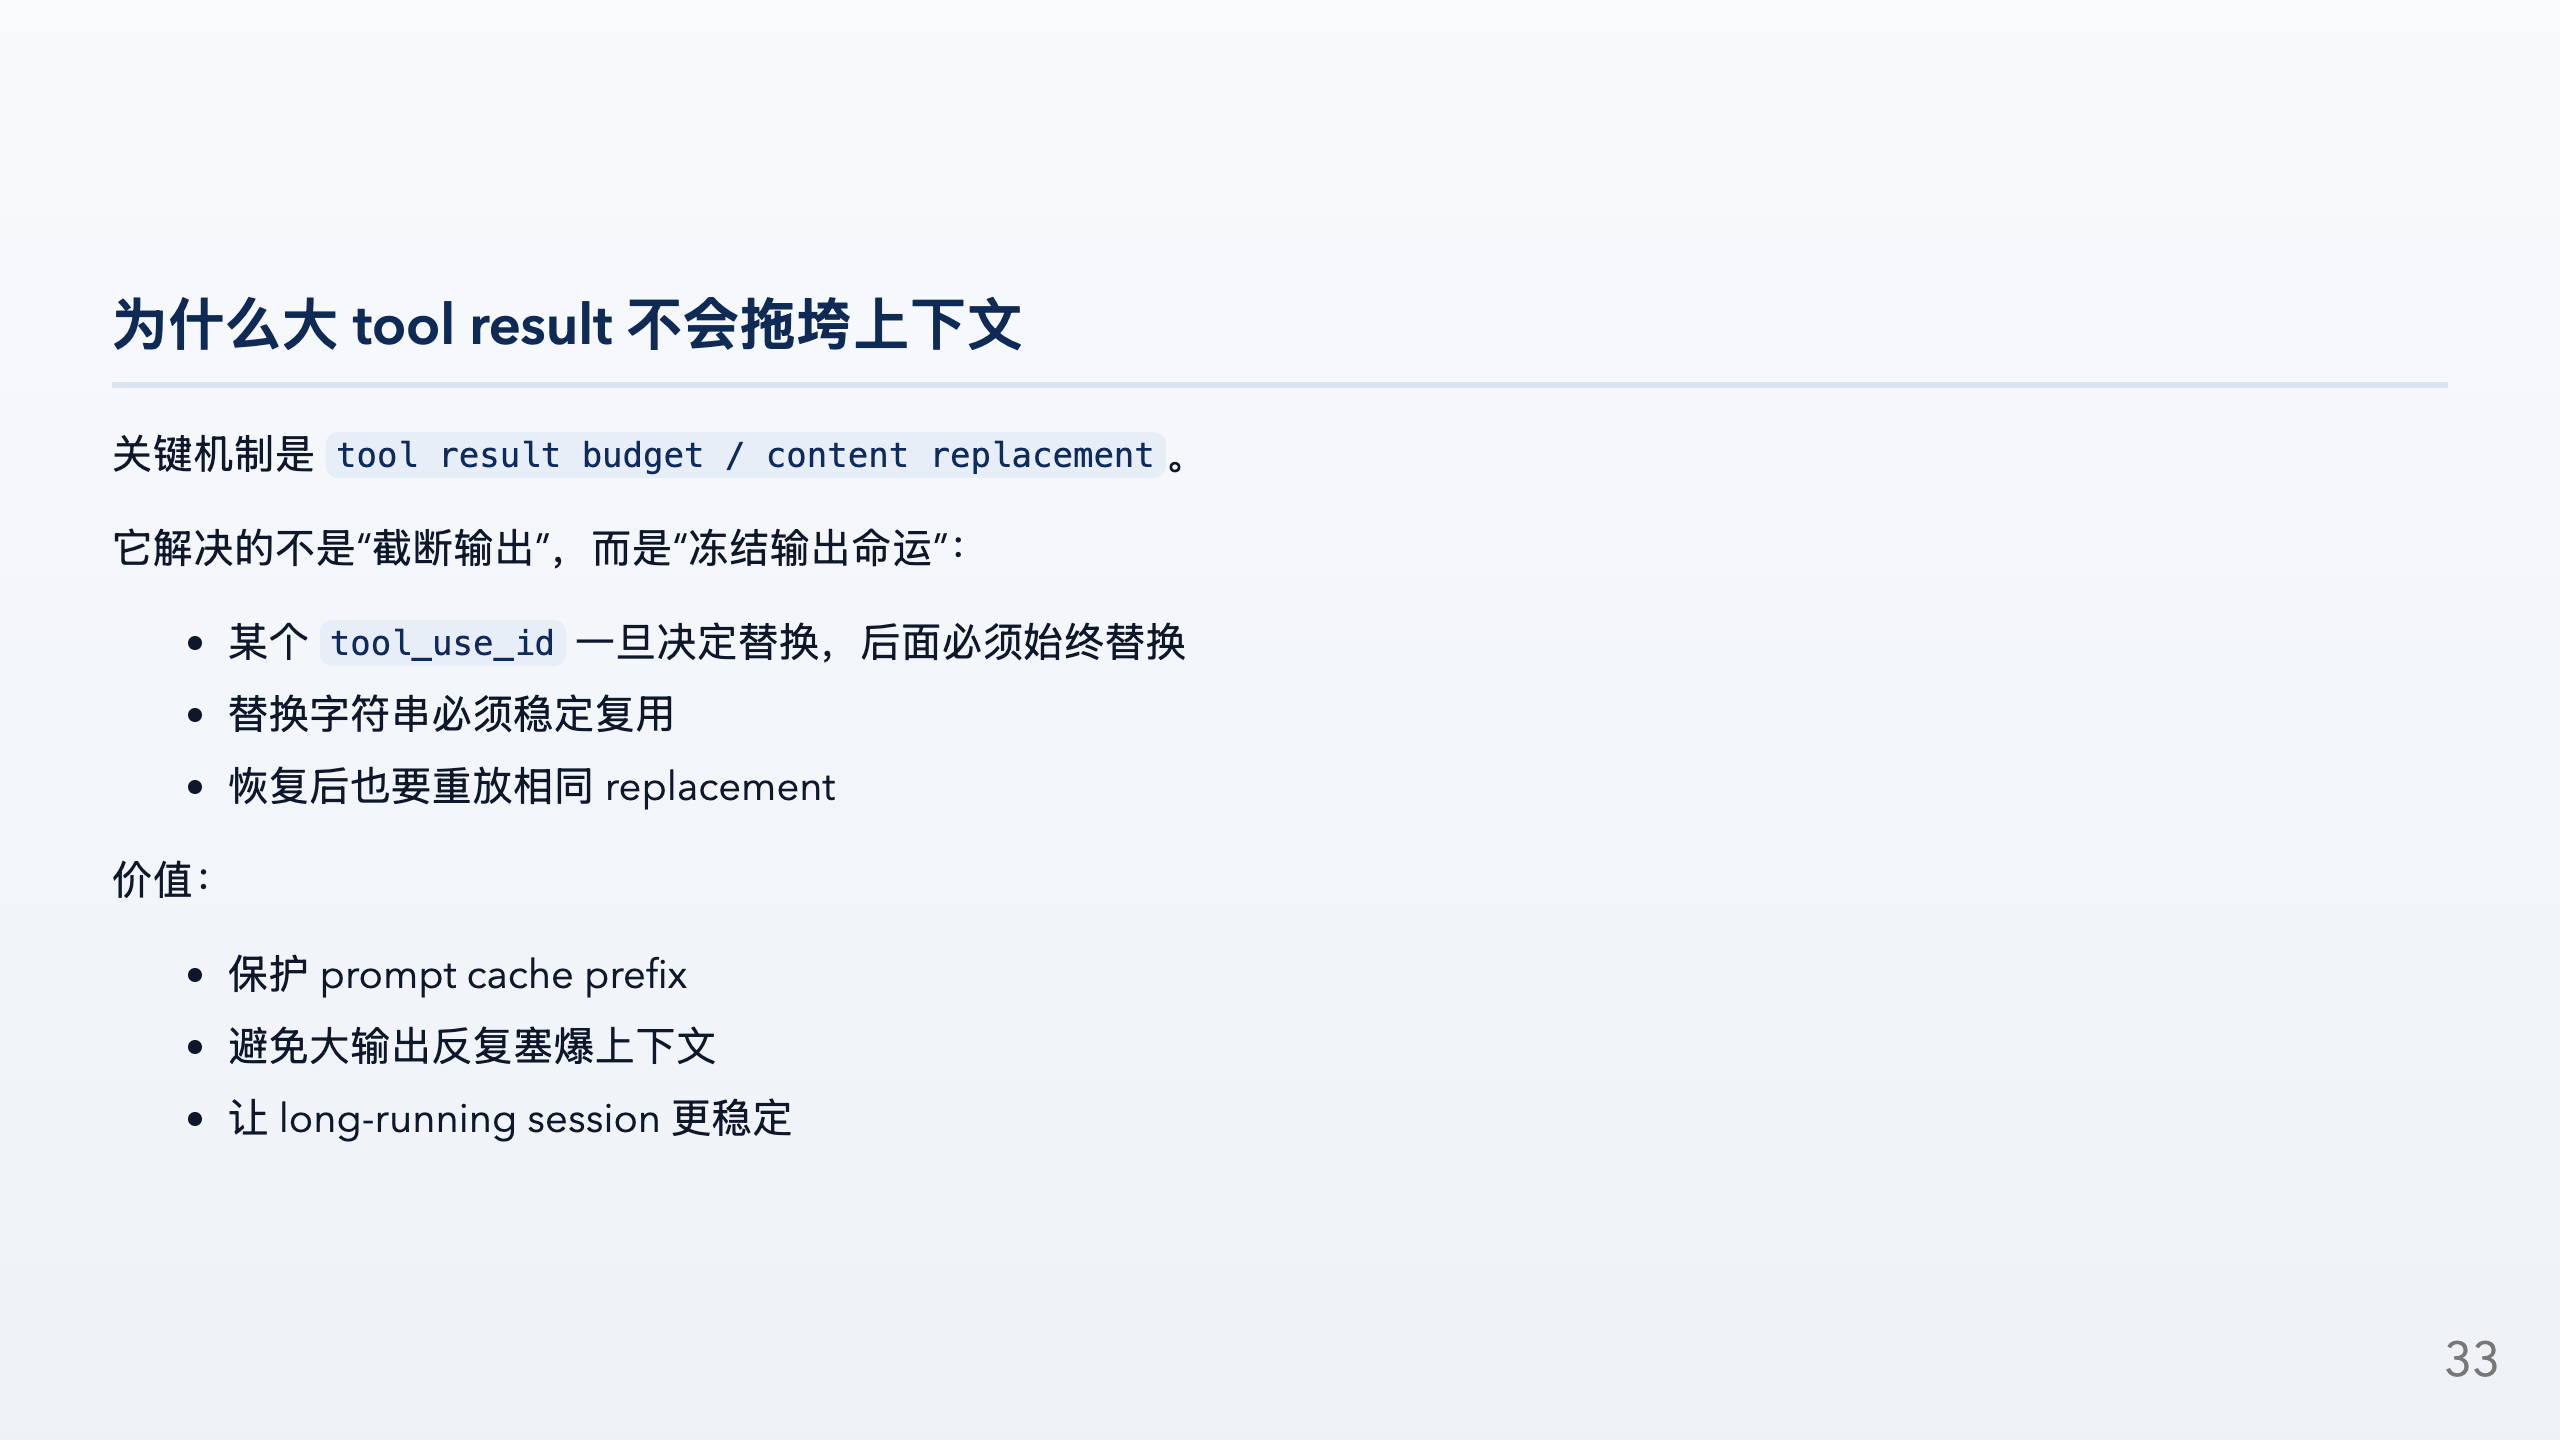 为什么大 tool result 不会拖垮上下文
关键机制是 tool result budget / content replacement。
它解决的不是“截断输出”，而是“冻结输出命运”：
• 某个 tool_use_id 一旦决定替换，后面必须始终替换
• 替换字符串必须稳定复用
• 恢复后也要重放相同 replacement
价值：
• 保护 prompt cache prefix
• 避免大输出反复塞爆上下文
• 让 long-running session 更稳定
33